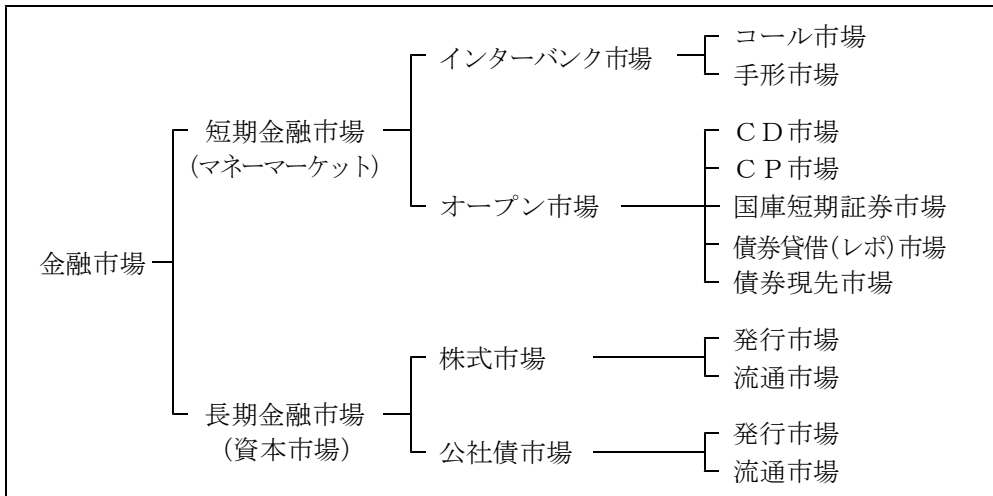 金融市場
短期金融市場
(マネーマーケット)
インターバンク市場
コール市場
手形市場
オープン市場
ＣＤ市場
ＣＰ市場
国庫短期証券市場
債券貸借(レポ)市場
債券現先市場
長期金融市場
(資本市場)
株式市場
発行市場
流通市場
公社債市場
発行市場
流通市場